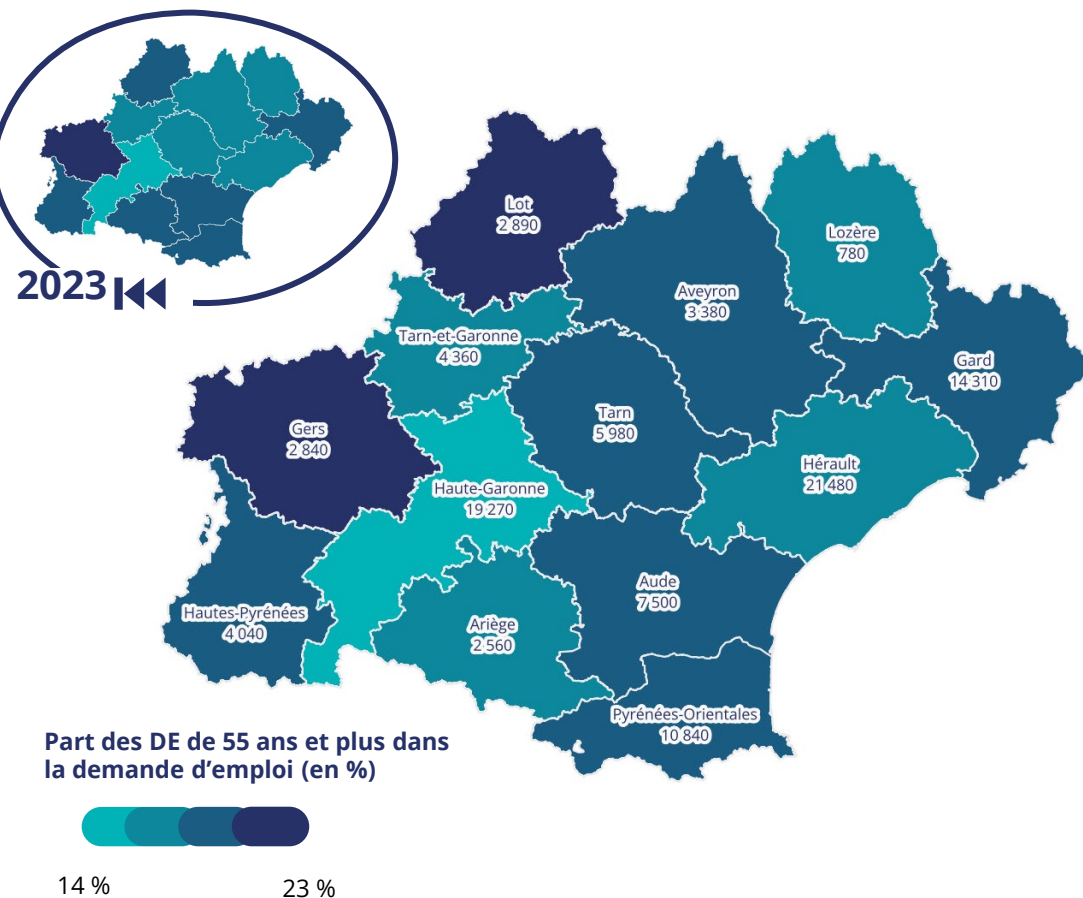 2023
Lot
2 890
Lozère
780
Aveyron
3 380
Tarn-et-Garonne
4 360
Gard
14 310
Tarn
5 980
Gers
2 840
Hérault
21 480
Haute-Garonne
19 270
Aude
7 500
Hautes-Pyrénées
4 040
Ariège
2 560
Pyrénées-Orientales
10 840
Part des DE de 55 ans et plus dans
la demande d’emploi (en %)
14 %
23 %